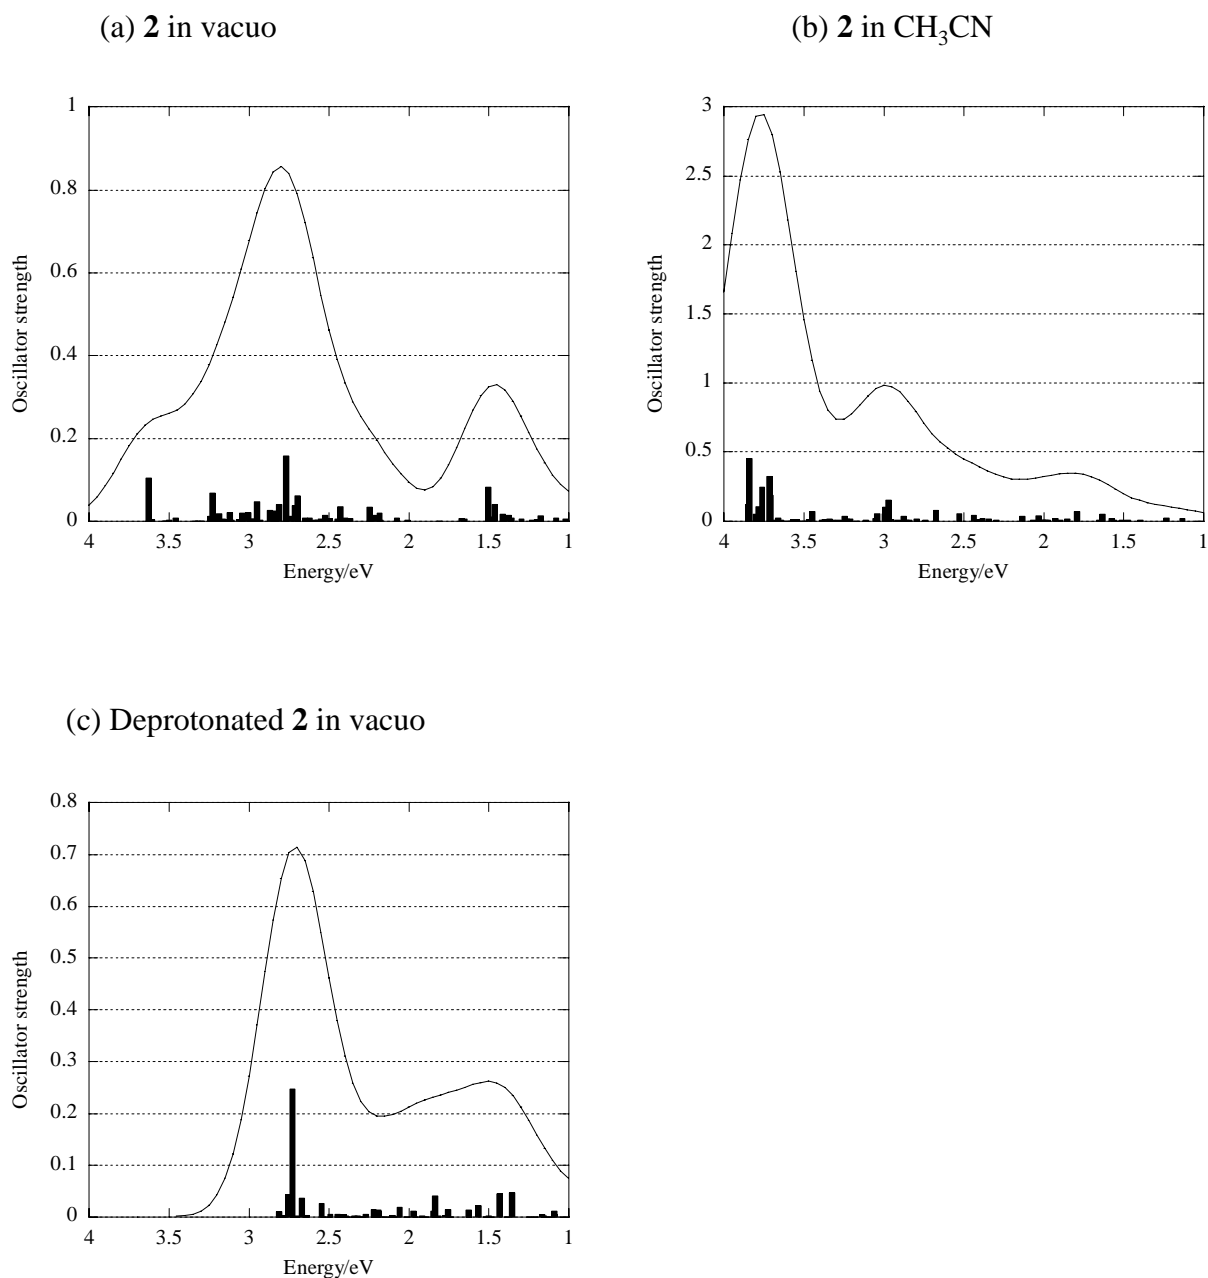 (a) 2 in vacuo
Oscillator strength
1
0.8
0.6
0.4
0.2
0
4 3.5 3 2.5 2 1.5 1
Energy/eV
(b) 2 in CH₃CN
Oscillator strength
3
2.5
2
1.5
1
0.5
0
4 3.5 3 2.5 2 1.5 1
Energy/eV
(c) Deprotonated 2 in vacuo
Oscillator strength
0.8
0.7
0.6
0.5
0.4
0.3
0.2
0.1
0
4 3.5 3 2.5 2 1.5 1
Energy/eV